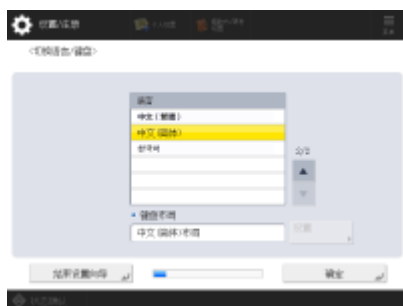 设置/注册
<切换语言/键盘>
语言
中文(繁體)
中文(简体)
한국어
2/2
键盘布局
中文(简体)布局
设置
结束设置向导
确定